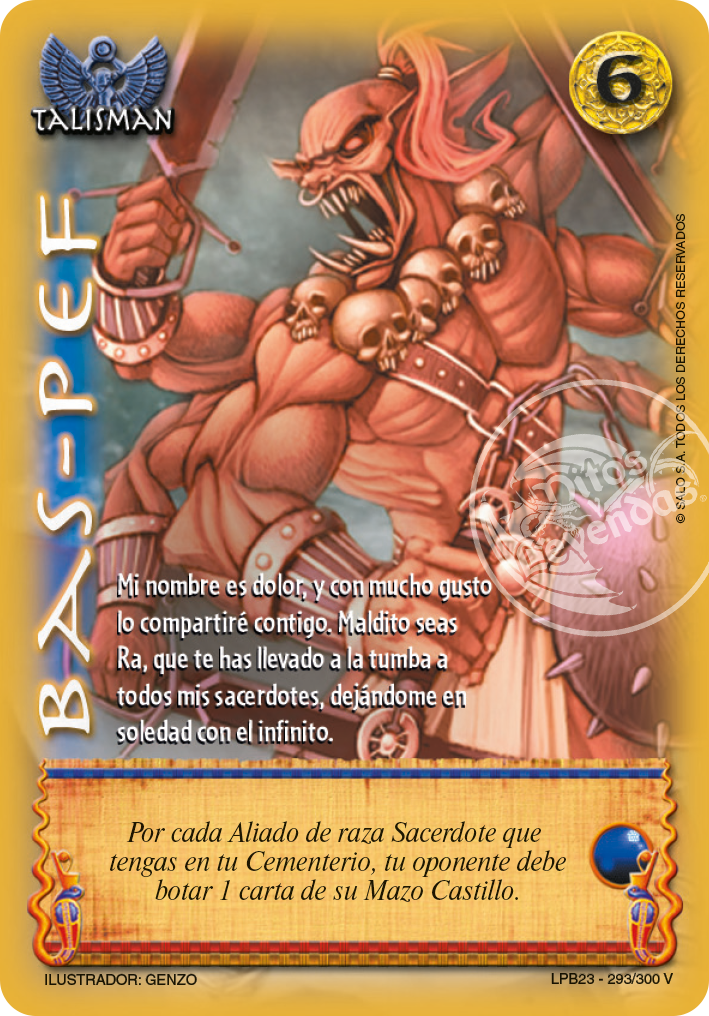 TALISMAN
6
BAS-PEF
© SALO S.A. TODOS LOS DERECHOS RESERVADOS
Mitos
y Leyendas
Mi nombre es dolor, y con mucho gusto
lo compartiré contigo. Maldito seas
Ra, que te has llevado a la tumba a
todos mis sacerdotes, dejándome en
soledad con el infinito.
Por cada Aliado de raza Sacerdote que
tengas en tu Cementerio, tu oponente debe
botar 1 carta de su Mazo Castillo.
ILUSTRADOR: GENZO
LPB23 - 293/300 V